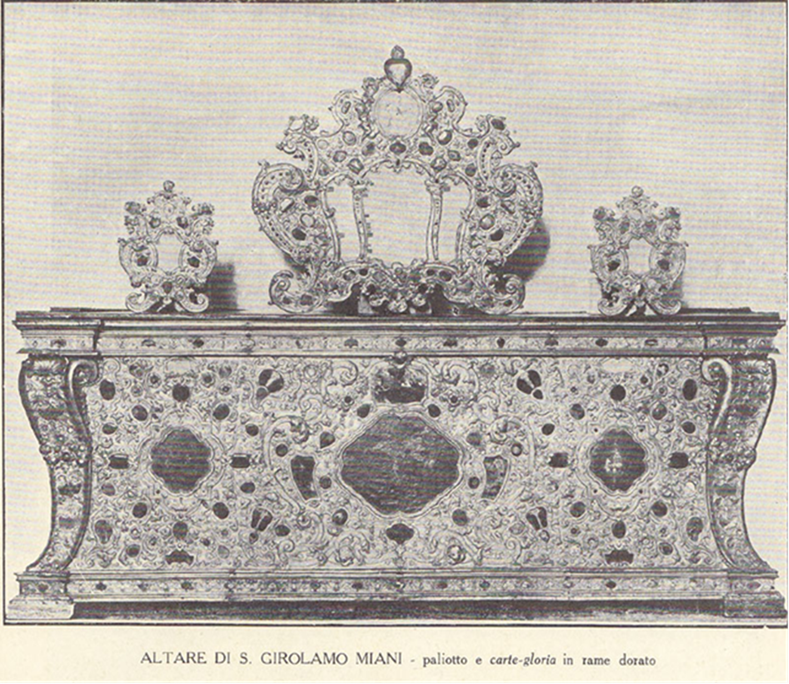 ALTARE DI S. GIROLAMO MIANI - paliotto e carte-gloria in rame dorato